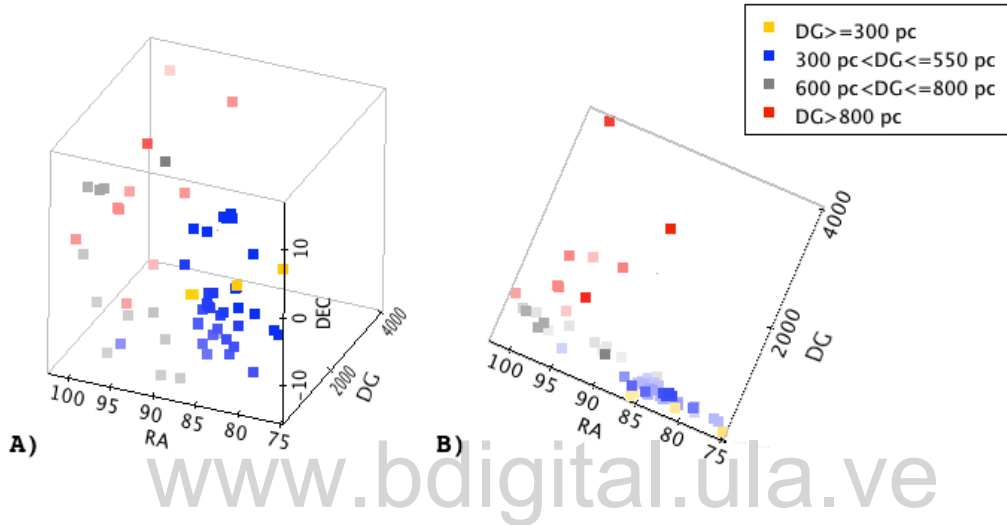 DG>=300 pc
300 pc<DG<=550 pc
600 pc<DG<=800 pc
DG>800 pc
10
0
-10
DEC
4000
2000
DG
100
95
90
85
80
75
RA
A)
4000
2000
DG
100
95
90
85
80
75
RA
B)
www.bdigital.ula.ve